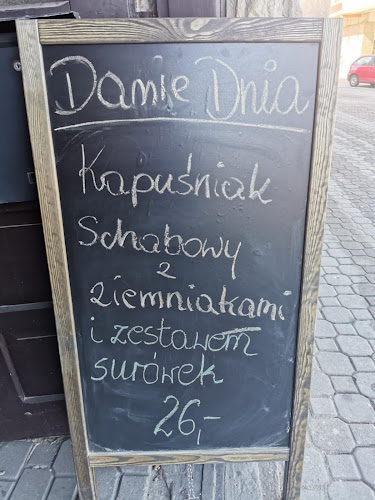 Danie Dnia
Kapuśniak
Schabowy
z
ziemniakami
i zestawem
surówek
26,-